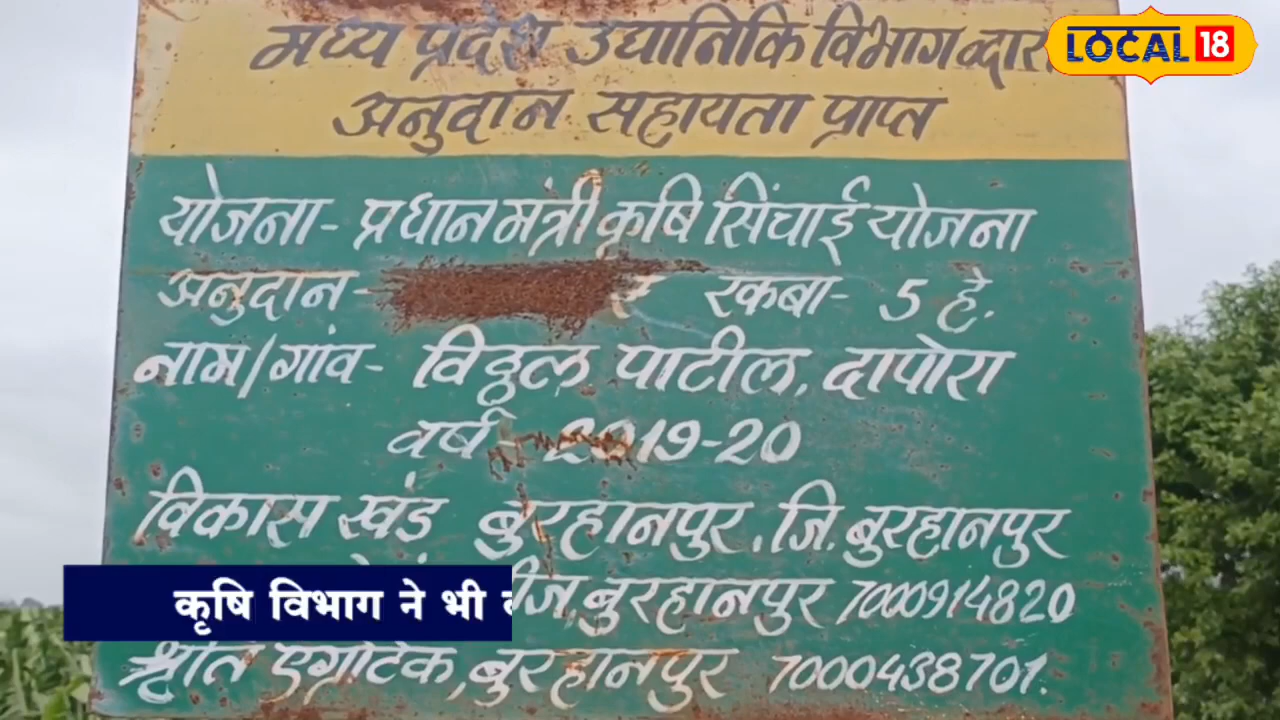 LOCAL 18
मध्य प्रदेश उद्यानिकि विभाग व्दारा
अनुदान सहायता प्राप्त
योजना- प्रधानमंत्री कृषि सिंचाई योजना
अनुदान- रकबा- 5 हे.
नाम/गांव- विठ्ठल पाटील, दापोरा
वर्ष- 2019-20
विकास खंड बुरहानपुर, जि. बुरहानपुर
बुरहानपुर 7000914820
कृषि विभाग ने भी
एग्रोटेक, बुरहानपुर 7000438701.